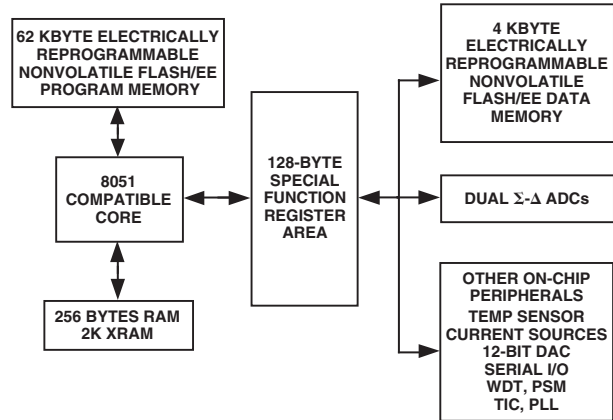 62 KBYTE ELECTRICALLY
REPROGRAMMABLE
NONVOLATILE FLASH/EE
PROGRAM MEMORY
8051
COMPATIBLE
CORE
256 BYTES RAM
2K XRAM
128-BYTE
SPECIAL
FUNCTION
REGISTER
AREA
4 KBYTE
ELECTRICALLY
REPROGRAMMABLE
NONVOLATILE
FLASH/EE DATA
MEMORY
DUAL Σ-Δ ADCs
OTHER ON-CHIP
PERIPHERALS
TEMP SENSOR
CURRENT SOURCES
12-BIT DAC
SERIAL I/O
WDT, PSM
TIC, PLL